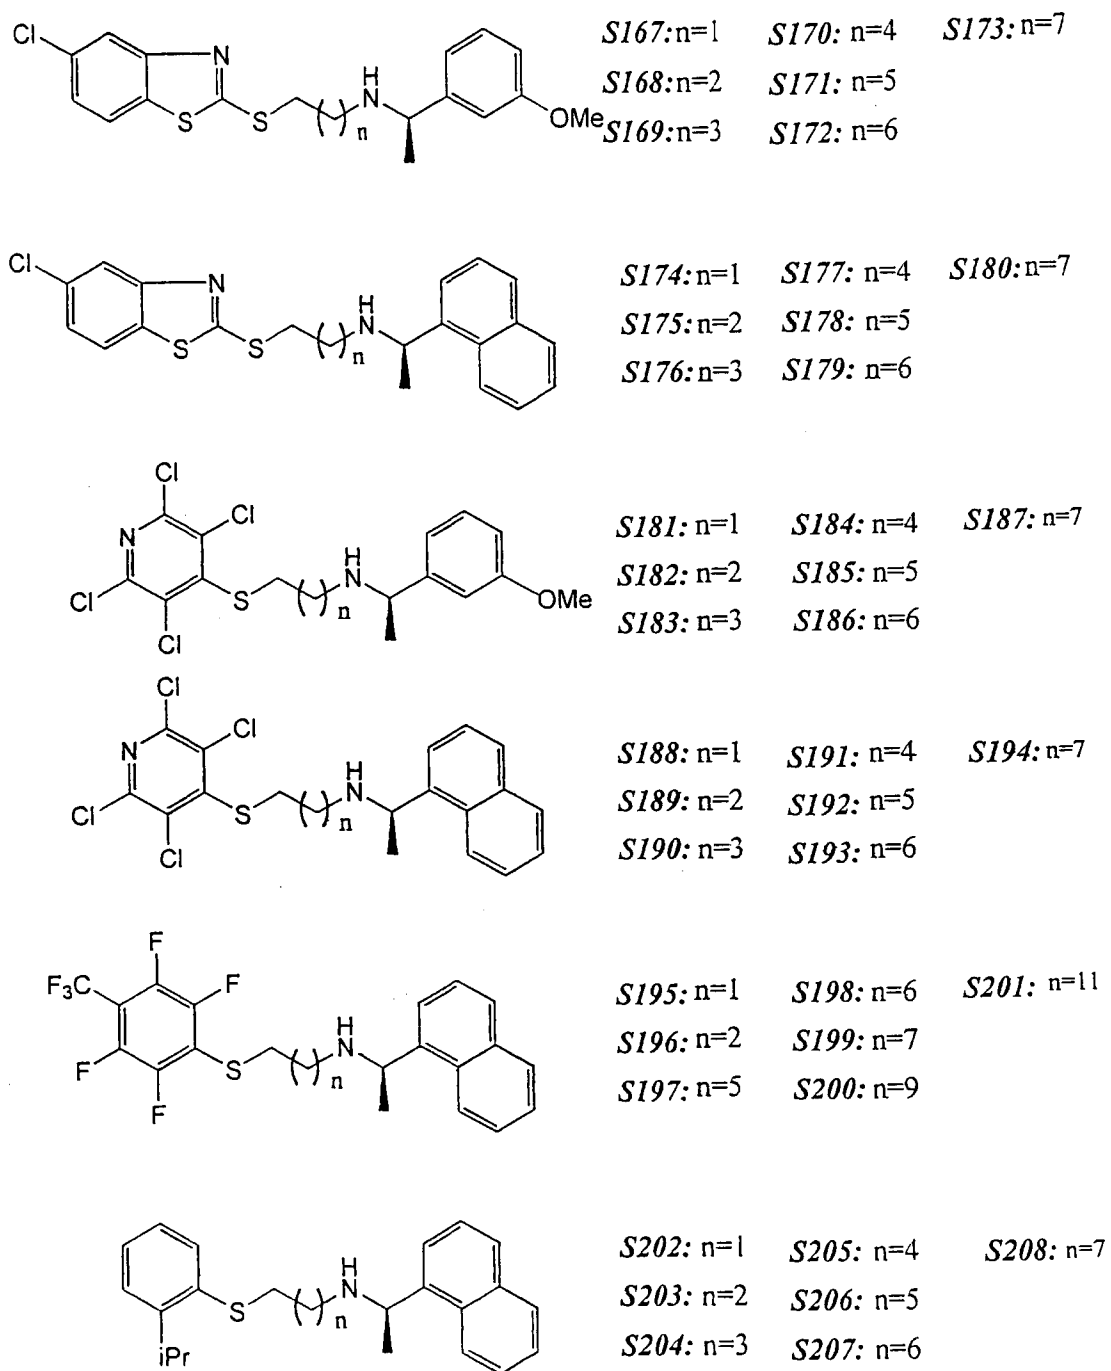 Cl
N
H
N
S
S
( )n
OMe
S167:n=1 S170: n=4 S173:n=7
S168:n=2 S171: n=5
S169:n=3 S172: n=6
Cl
N
H
N
S
S
( )n
S174:n=1 S177: n=4 S180:n=7
S175:n=2 S178: n=5
S176:n=3 S179: n=6
Cl
Cl
N
H
N
Cl
S
( )n
OMe
Cl
S181: n=1 S184: n=4 S187: n=7
S182: n=2 S185: n=5
S183: n=3 S186: n=6
Cl
Cl
N
H
N
Cl
S
( )n
Cl
S188: n=1 S191: n=4 S194: n=7
S189: n=2 S192: n=5
S190: n=3 S193: n=6
F
F3C
F
H
N
F
S
( )n
F
S195: n=1 S198: n=6 S201: n=11
S196: n=2 S199: n=7
S197: n=5 S200: n=9
H
N
S
( )n
iPr
S202: n=1 S205: n=4 S208: n=7
S203: n=2 S206: n=5
S204: n=3 S207: n=6